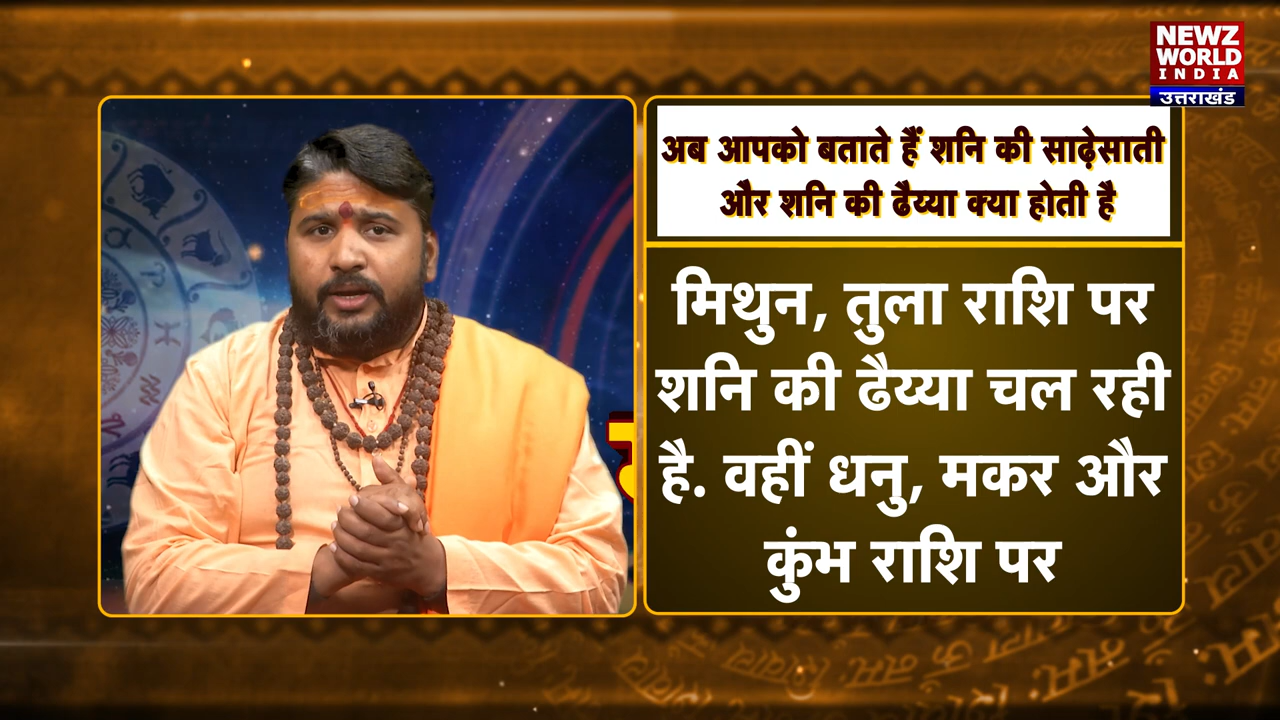 NEWZ
WORLD
INDIA
उत्तराखंड
अब आपको बताते हैं शनि की साढ़ेसाती
और शनि की ढैय्या क्या होती है
मिथुन, तुला राशि पर
शनि की ढैय्या चल रही
है. वहीं धनु, मकर और
कुंभ राशि पर